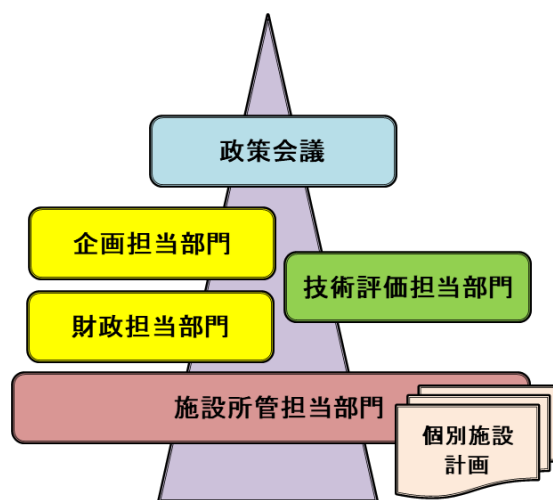 政策会議
企画担当部門
技術評価担当部門
財政担当部門
施設所管担当部門
個別施設
計画